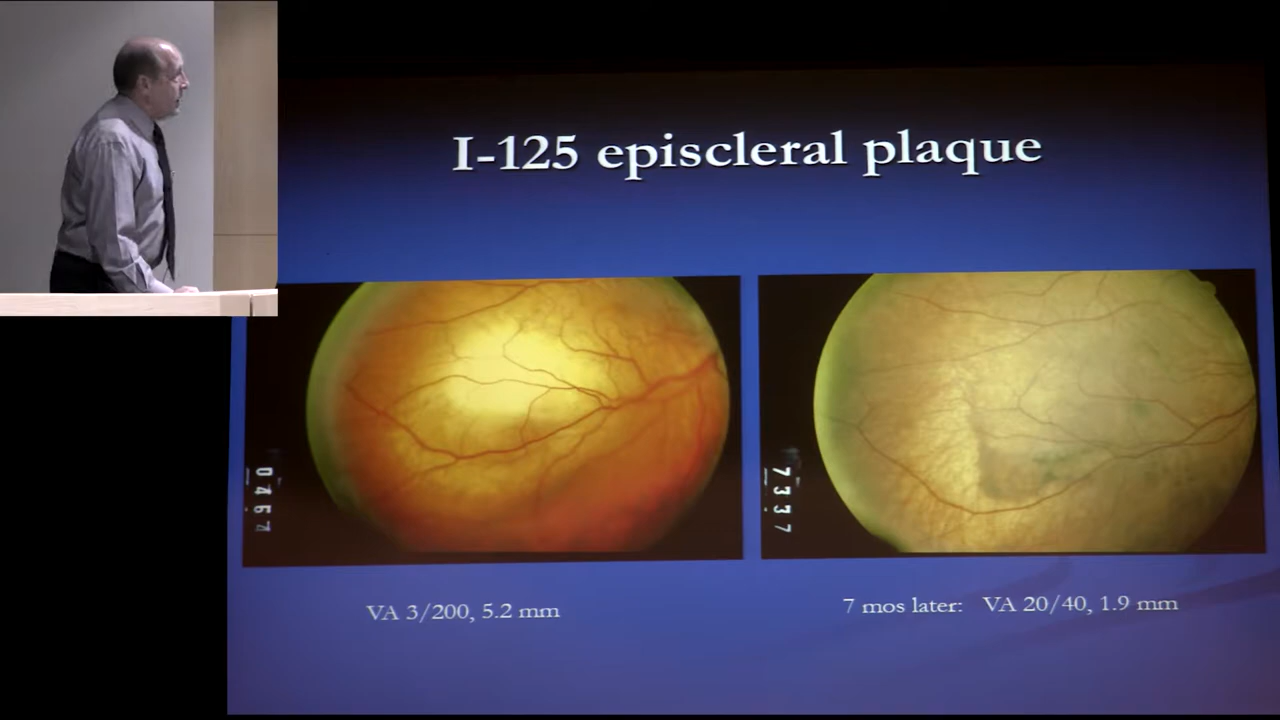 I-125 episcleral plaque
0467
7337
VA 3/200, 5.2 mm
7 mos later: VA 20/40, 1.9 mm